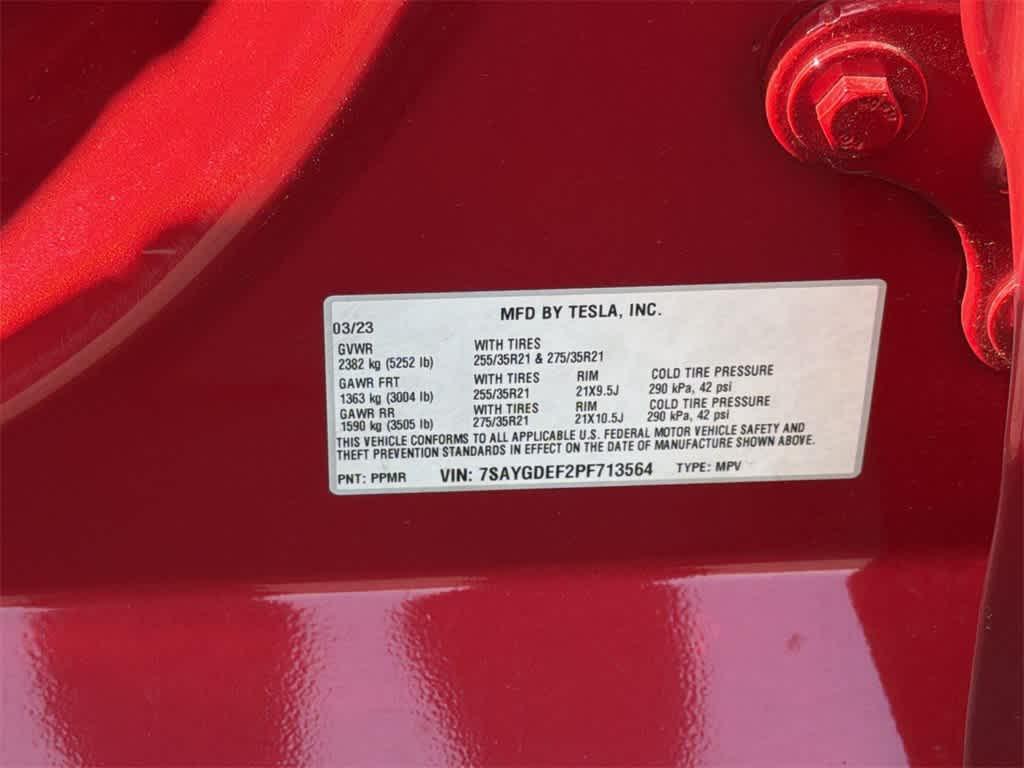 MFD BY TESLA, INC.
03/23
GVWR WITH TIRES
2382 kg (5252 lb) 255/35R21 & 275/35R21
GAWR FRT WITH TIRES RIM COLD TIRE PRESSURE
1363 kg (3004 lb) 255/35R21 21X9.5J 290 kPa, 42 psi
GAWR RR WITH TIRES RIM COLD TIRE PRESSURE
1590 kg (3505 lb) 275/35R21 21X10.5J 290 kPa, 42 psi
THIS VEHICLE CONFORMS TO ALL APPLICABLE U.S. FEDERAL MOTOR VEHICLE SAFETY AND
THEFT PREVENTION STANDARDS IN EFFECT ON THE DATE OF MANUFACTURE SHOWN ABOVE.
PNT: PPMR VIN: 7SAYGDEF2PF713564 TYPE: MPV